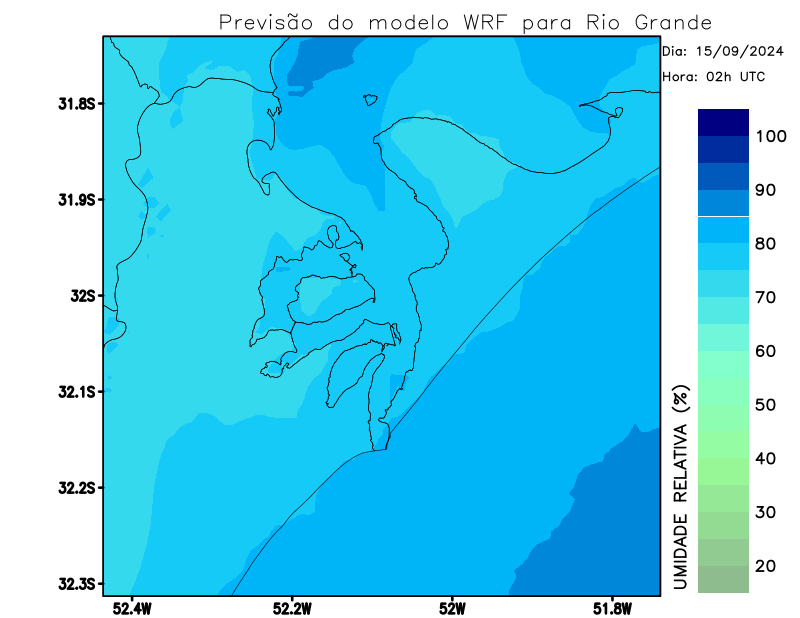 Previsão do modelo WRF para Rio Grande
Dia: 15/09/2024
Hora: 02h UTC
31.8S
31.9S
32S
32.1S
32.2S
32.3S
52.4W
52.2W
52W
51.8W
100
90
80
70
60
50
40
30
20
UMIDADE RELATIVA (%)